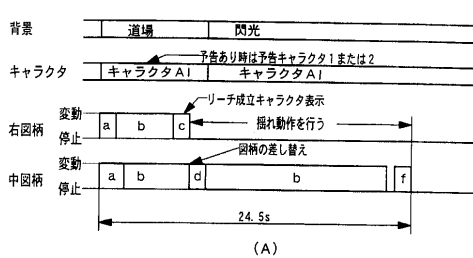 背景 道場 閃光
予告あり時は予告キャラクタ1または2
キャラクタ キャラクタA1 キャラクタA1
リーチ成立キャラクタ表示
変動
右図柄 a b c 揺れ動作を行う
停止
図柄の差し替え
変動
中図柄 a b d b f
停止
24.5s
(A)